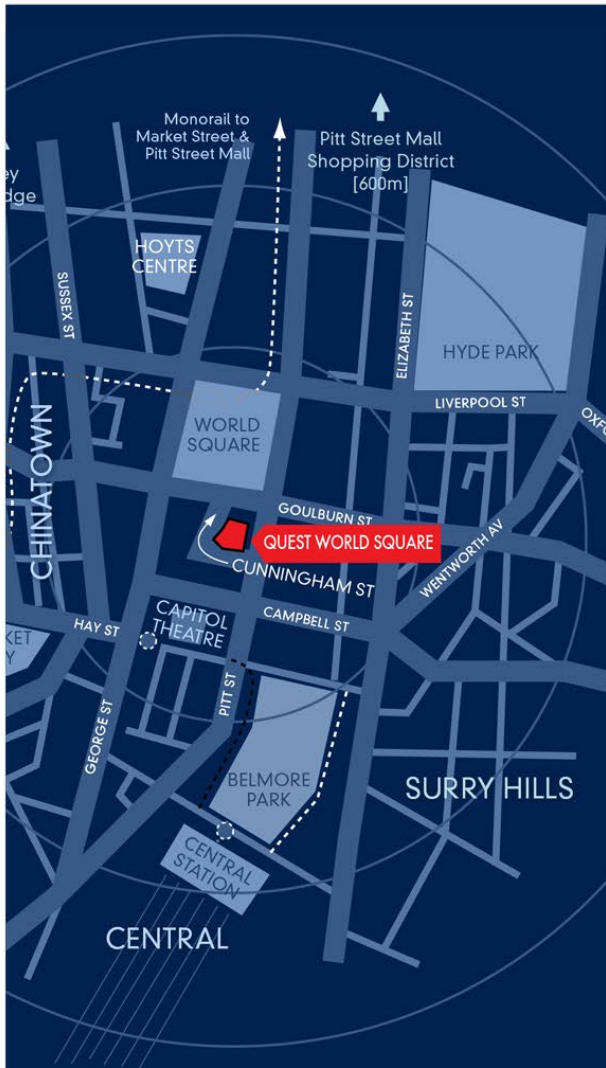 Monorail to
Market Street &
Pitt Street Mall
Pitt Street Mall
Shopping District
[600m]
HOYTS
CENTRE
SUSSEX ST
ELIZABETH ST
HYDE PARK
LIVERPOOL ST
WORLD
SQUARE
CHINATOWN
GOULBURN ST
QUEST WORLD SQUARE
CUNNINGHAM ST
WENTWORTH AV
CAPITOL
THEATRE
CAMPBELL ST
HAY ST
PITT ST
GEORGE ST
BELMORE
PARK
SURRY HILLS
CENTRAL
STATION
CENTRAL